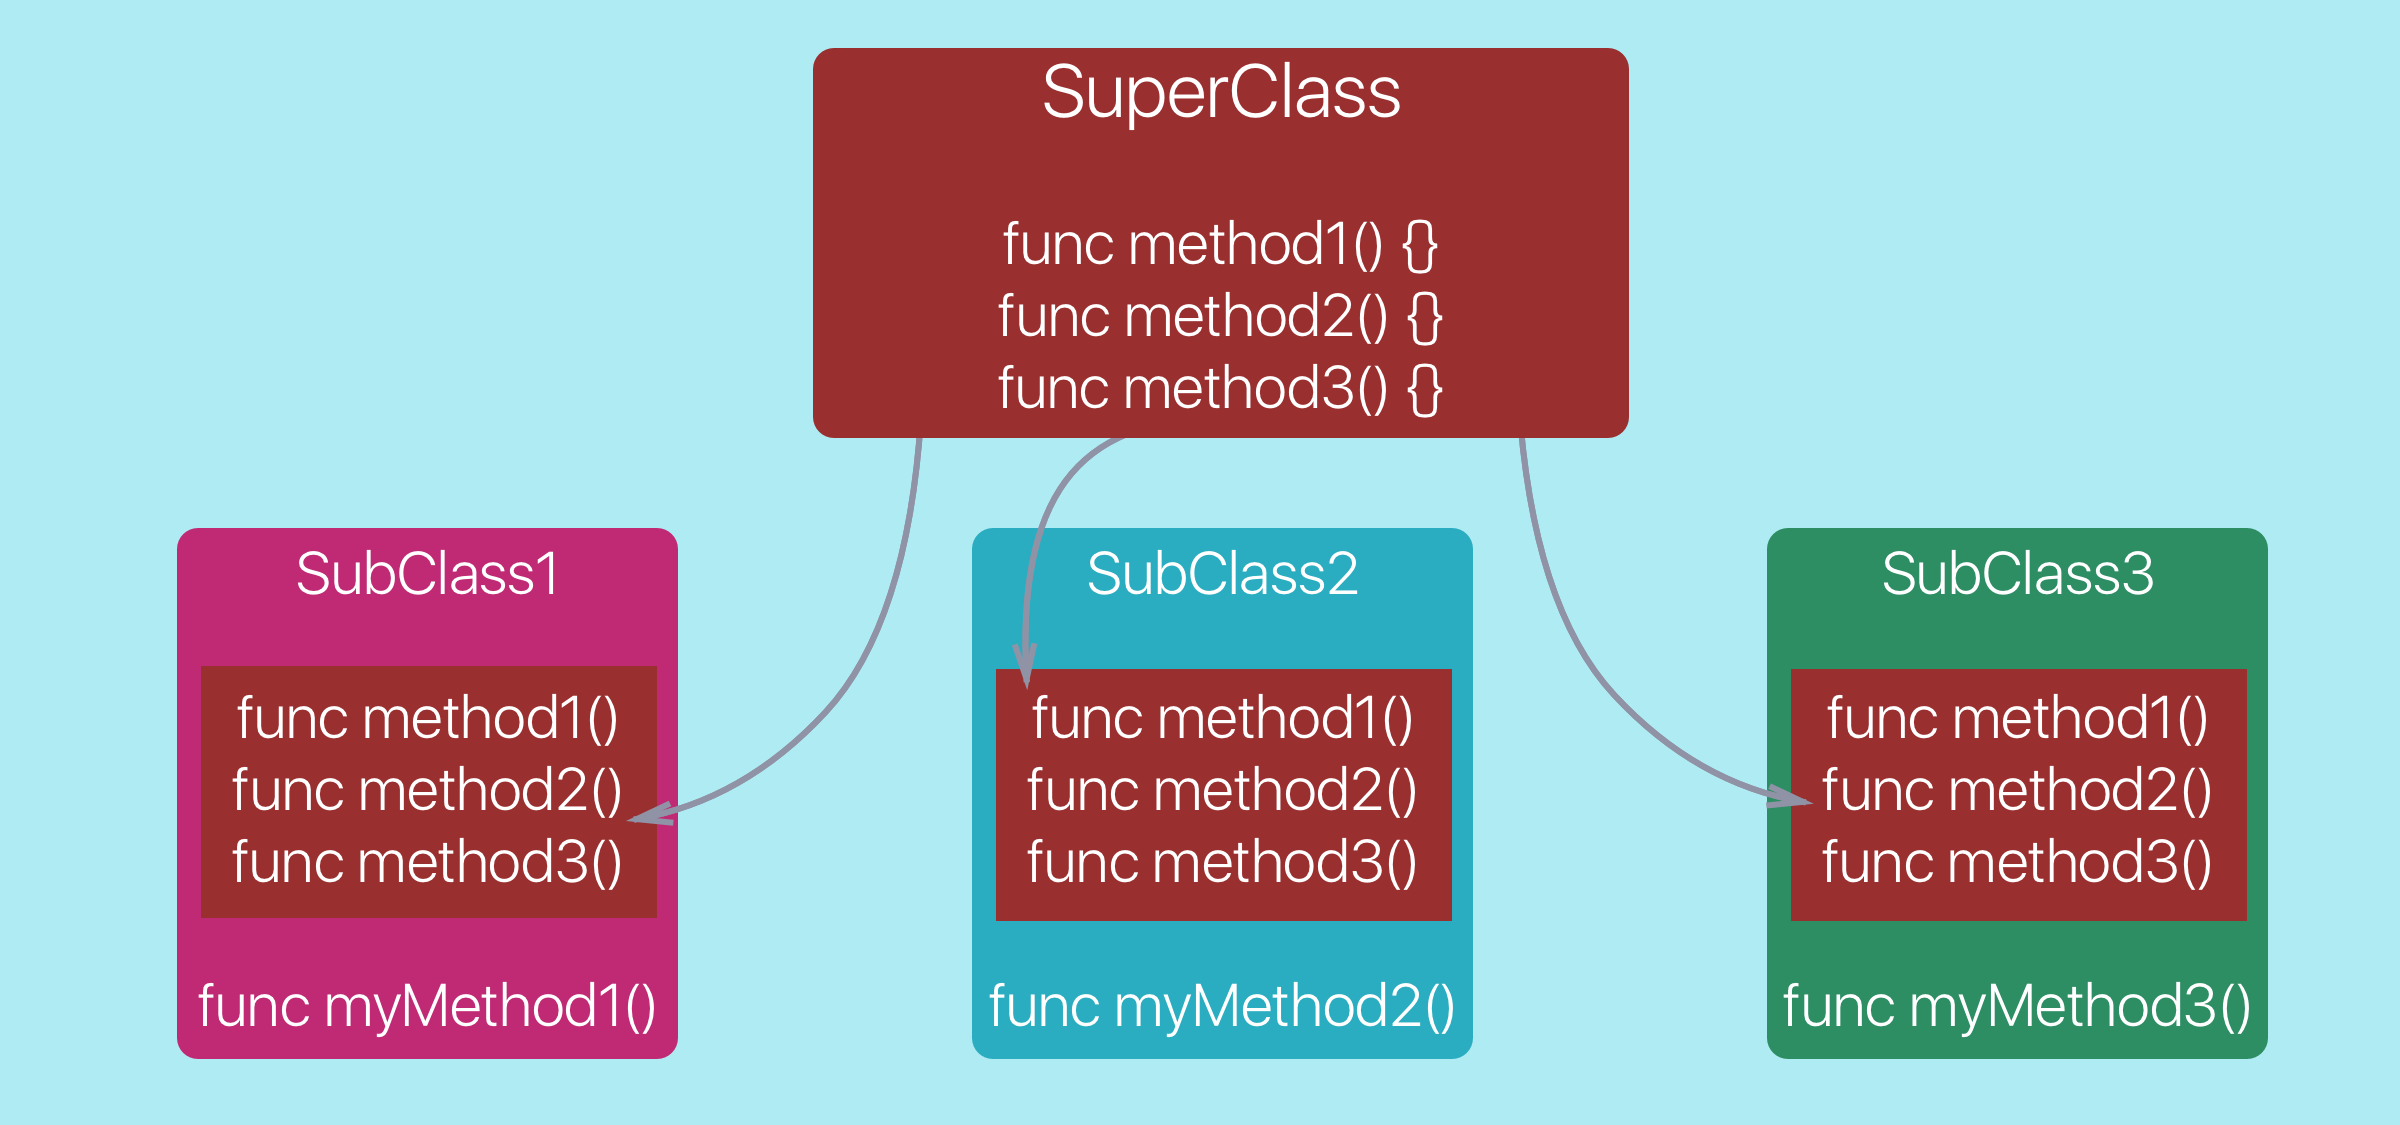 SuperClass
func method1() {}
func method2() {}
func method3() {}
SubClass1
func method1()
func method2()
func method3()
func myMethod1()
SubClass2
func method1()
func method2()
func method3()
func myMethod2()
SubClass3
func method1()
func method2()
func method3()
func myMethod3()